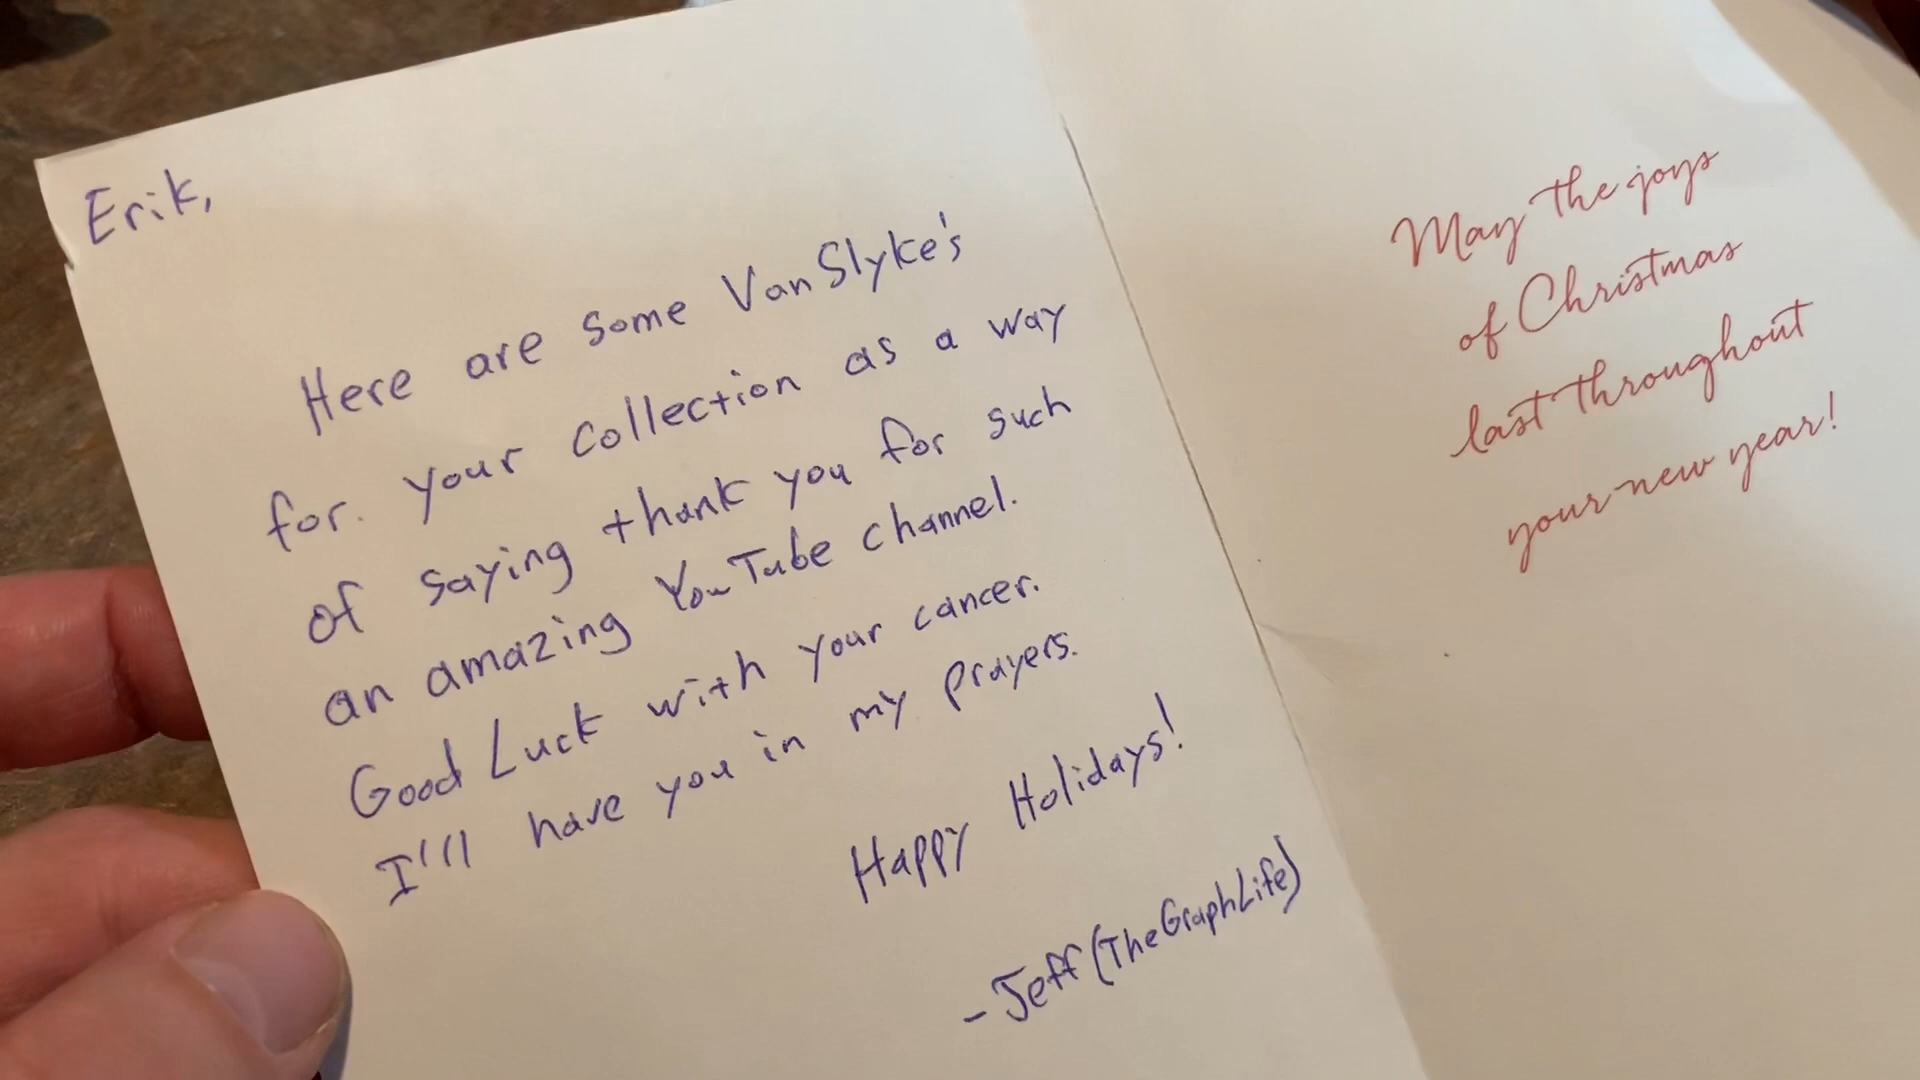 Erik,
Here are some VanSlyke's
for your collection as a way
of saying thank you for such
an amazing YouTube channel.
Good Luck with your cancer.
I'll have you in my prayers.
Happy Holidays!
-Jeff (TheGraphLife)
May the joys
of Christmas
last throughout
your new year!